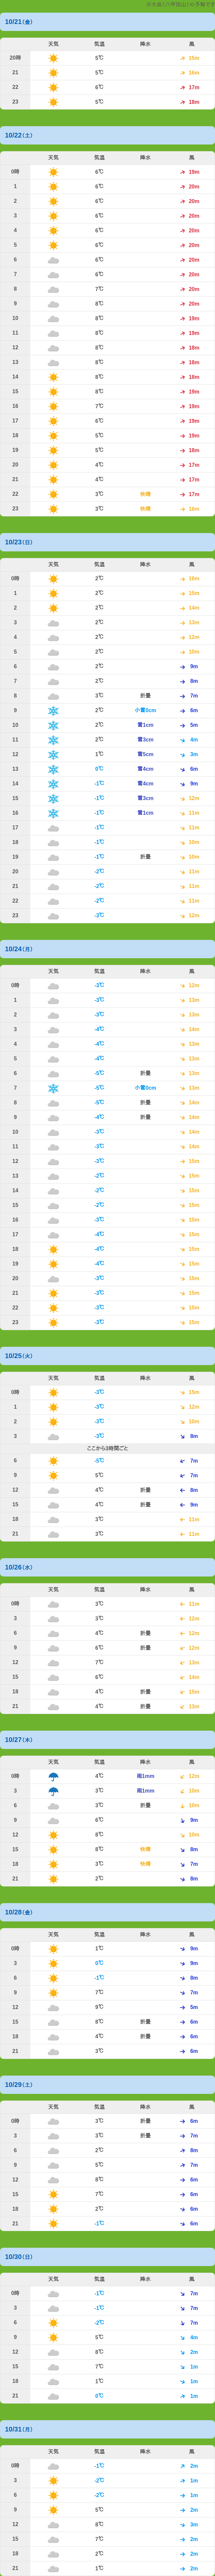 10/21(金)
天気 気温 降水 風
20時 5℃ 15m
21 5℃ 16m
22 6℃ 17m
23 5℃ 18m
10/22(土)
天気 気温 降水 風
0時 6℃ 19m
1 6℃ 20m
2 6℃ 20m
3 6℃ 20m
4 6℃ 20m
5 6℃ 20m
6 6℃ 20m
7 6℃ 20m
8 7℃ 20m
9 8℃ 20m
10 8℃ 19m
11 8℃ 19m
12 8℃ 18m
13 8℃ 18m
14 8℃ 18m
15 8℃ 19m
16 7℃ 19m
17 6℃ 19m
18 5℃ 19m
19 5℃ 18m
20 4℃ 17m
21 4℃ 17m
22 3℃ 快晴 17m
23 3℃ 快晴 16m
10/23(日)
天気 気温 降水 風
0時 2℃ 16m
1 2℃ 15m
2 2℃ 14m
3 2℃ 13m
4 2℃ 12m
5 2℃ 10m
6 2℃ 9m
7 2℃ 8m
8 3℃ 折曇 7m
9 2℃ 小雪0cm 6m
10 2℃ 雪1cm 5m
11 2℃ 雪3cm 4m
12 1℃ 雪5cm 3m
13 0℃ 雪4cm 6m
14 -1℃ 雪4cm 9m
15 -1℃ 雪3cm 12m
16 -1℃ 雪1cm 11m
17 -1℃ 11m
18 -1℃ 10m
19 -1℃ 折曇 10m
20 -2℃ 11m
21 -2℃ 11m
22 -2℃ 11m
23 -3℃ 12m
10/24(月)
天気 気温 降水 風
0時 -3℃ 12m
1 -3℃ 13m
2 -3℃ 13m
3 -4℃ 14m
4 -4℃ 13m
5 -4℃ 13m
6 -5℃ 折曇 13m
7 -5℃ 小雪0cm 13m
8 -5℃ 折曇 14m
9 -4℃ 折曇 14m
10 -3℃ 14m
11 -3℃ 14m
12 -3℃ 15m
13 -2℃ 15m
14 -2℃ 15m
15 -2℃ 15m
16 -3℃ 15m
17 -4℃ 15m
18 -4℃ 15m
19 -4℃ 15m
20 -3℃ 15m
21 -3℃ 15m
22 -3℃ 15m
23 -3℃ 15m
10/25(火)
天気 気温 降水 風
0時 -3℃ 15m
1 -3℃ 12m
2 -3℃ 10m
3 -3℃ 8m
ここから3時間ごと
6 -5℃ 7m
9 5℃ 7m
12 4℃ 折曇 8m
15 4℃ 折曇 9m
18 3℃ 11m
21 3℃ 11m
10/26(水)
天気 気温 降水 風
0時 3℃ 11m
3 3℃ 12m
6 4℃ 折曇 12m
9 6℃ 折曇 12m
12 7℃ 13m
15 6℃ 14m
18 4℃ 折曇 15m
21 4℃ 折曇 13m
10/27(木)
天気 気温 降水 風
0時 4℃ 雨1mm 12m
3 3℃ 雨1mm 10m
6 3℃ 折曇 10m
9 6℃ 9m
12 8℃ 10m
15 8℃ 快晴 8m
18 3℃ 快晴 7m
21 2℃ 8m
10/28(金)
天気 気温 降水 風
0時 1℃ 9m
3 0℃ 9m
6 -1℃ 8m
9 7℃ 7m
12 9℃ 5m
15 8℃ 折曇 6m
18 4℃ 折曇 6m
21 3℃ 6m
10/29(土)
天気 気温 降水 風
0時 3℃ 折曇 6m
3 3℃ 折曇 7m
6 2℃ 8m
9 5℃ 7m
12 8℃ 6m
15 7℃ 6m
18 2℃ 6m
21 -1℃ 6m
10/30(日)
天気 気温 降水 風
0時 -1℃ 7m
3 -1℃ 7m
6 -2℃ 7m
9 5℃ 4m
12 8℃ 2m
15 7℃ 1m
18 1℃ 1m
21 0℃ 1m
10/31(月)
天気 気温 降水 風
0時 -1℃ 2m
3 -2℃ 1m
6 -2℃ 1m
9 5℃ 2m
12 8℃ 3m
15 7℃ 2m
18 2℃ 2m
21 1℃ 2m